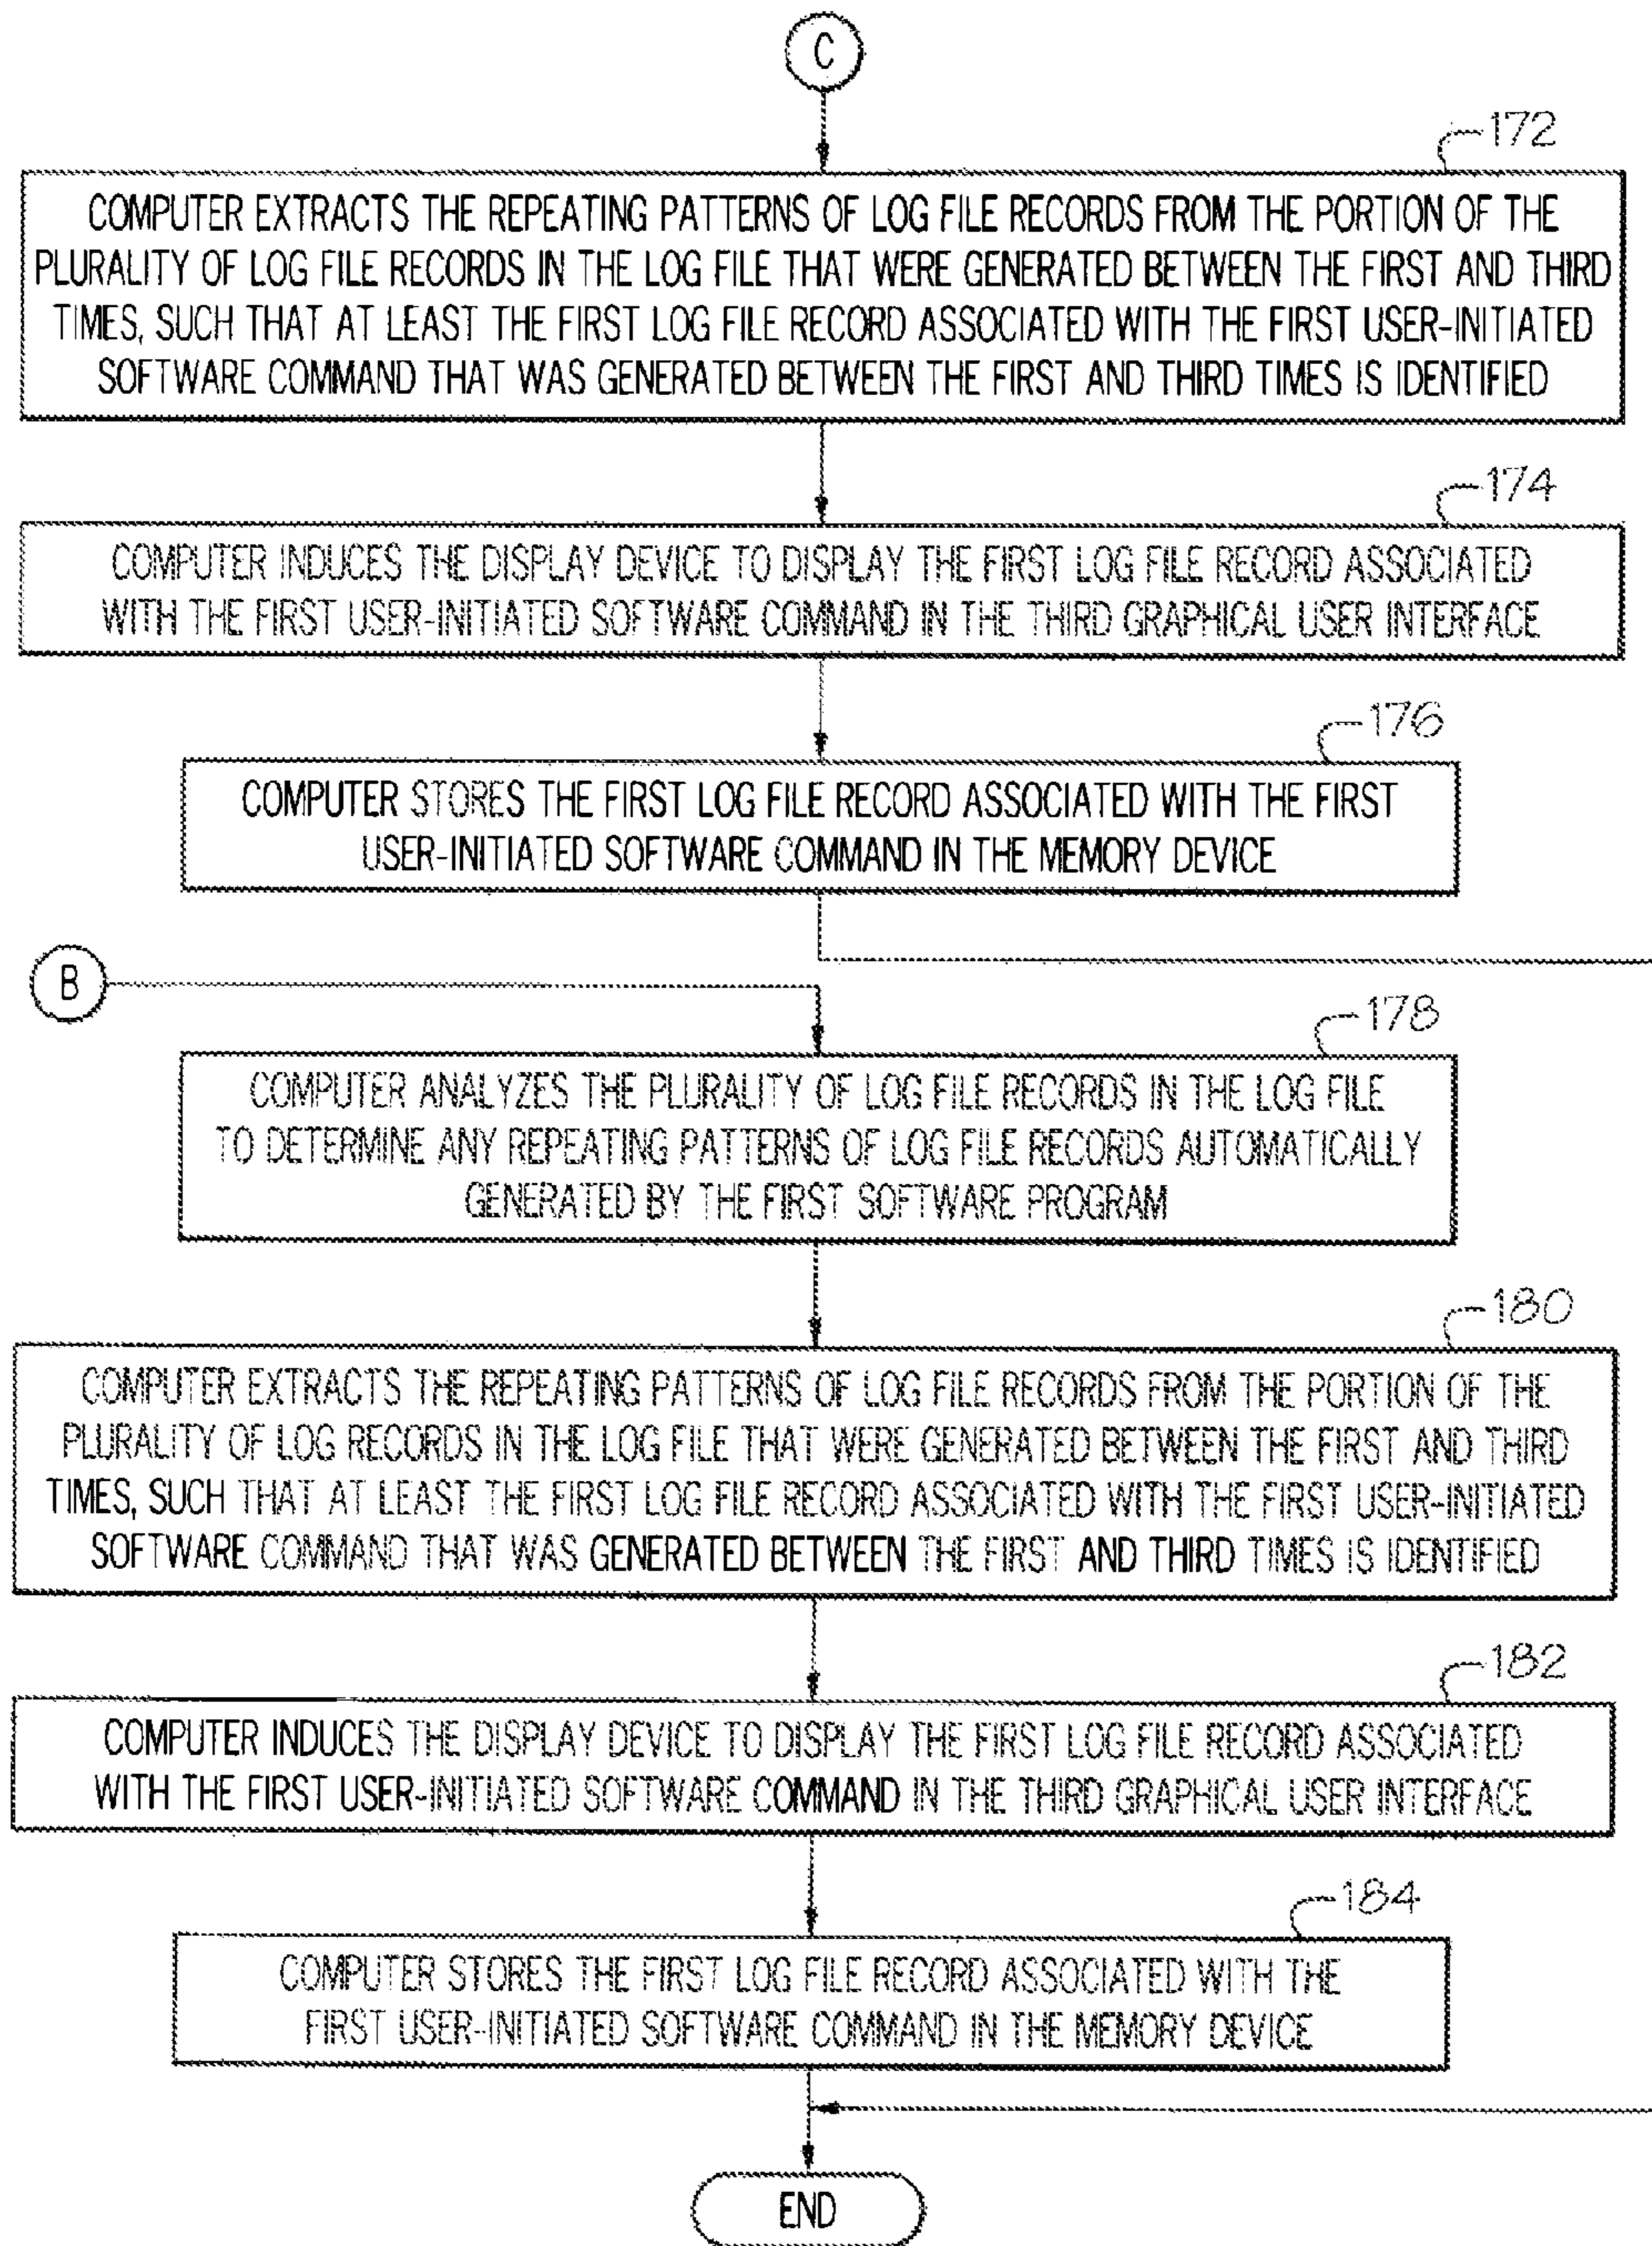 C
172
COMPUTER EXTRACTS THE REPEATING PATTERNS OF LOG FILE RECORDS FROM THE PORTION OF THE
PLURALITY OF LOG FILE RECORDS IN THE LOG FILE THAT WERE GENERATED BETWEEN THE FIRST AND THIRD
TIMES, SUCH THAT AT LEAST THE FIRST LOG FILE RECORD ASSOCIATED WITH THE FIRST USER-INITIATED
SOFTWARE COMMAND THAT WAS GENERATED BETWEEN THE FIRST AND THIRD TIMES IS IDENTIFIED
174
COMPUTER INDUCES THE DISPLAY DEVICE TO DISPLAY THE FIRST LOG FILE RECORD ASSOCIATED
WITH THE FIRST USER-INITIATED SOFTWARE COMMAND IN THE THIRD GRAPHICAL USER INTERFACE
176
COMPUTER STORES THE FIRST LOG FILE RECORD ASSOCIATED WITH THE FIRST
USER-INITIATED SOFTWARE COMMAND IN THE MEMORY DEVICE
B
178
COMPUTER ANALYZES THE PLURALITY OF LOG FILE RECORDS IN THE LOG FILE
TO DETERMINE ANY REPEATING PATTERNS OF LOG FILE RECORDS AUTOMATICALLY
GENERATED BY THE FIRST SOFTWARE PROGRAM
180
COMPUTER EXTRACTS THE REPEATING PATTERNS OF LOG FILE RECORDS FROM THE PORTION OF THE
PLURALITY OF LOG RECORDS IN THE LOG FILE THAT WERE GENERATED BETWEEN THE FIRST AND THIRD
TIMES, SUCH THAT AT LEAST THE FIRST LOG FILE RECORD ASSOCIATED WITH THE FIRST USER-INITIATED
SOFTWARE COMMAND THAT WAS GENERATED BETWEEN THE FIRST AND THIRD TIMES IS IDENTIFIED
182
COMPUTER INDUCES THE DISPLAY DEVICE TO DISPLAY THE FIRST LOG FILE RECORD ASSOCIATED
WITH THE FIRST USER-INITIATED SOFTWARE COMMAND IN THE THIRD GRAPHICAL USER INTERFACE
184
COMPUTER STORES THE FIRST LOG FILE RECORD ASSOCIATED WITH THE
FIRST USER-INITIATED SOFTWARE COMMAND IN THE MEMORY DEVICE
END